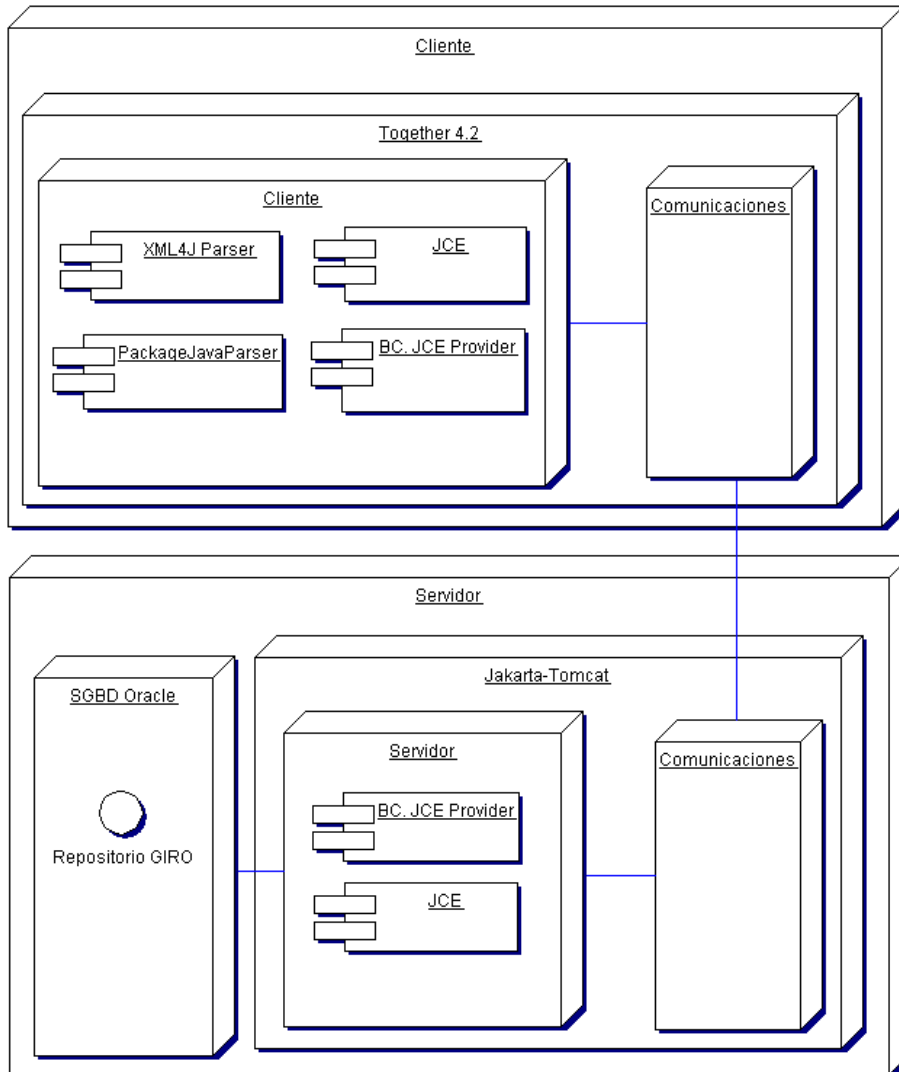 Cliente
Together 4.2
Cliente
Comunicaciones
XML4J Parser
JCE
PackageJavaParser
BC. JCE Provider
Servidor
SGBD Oracle
Jakarta-Tomcat
Servidor
Comunicaciones
BC. JCE Provider
Repositorio GIRO
JCE